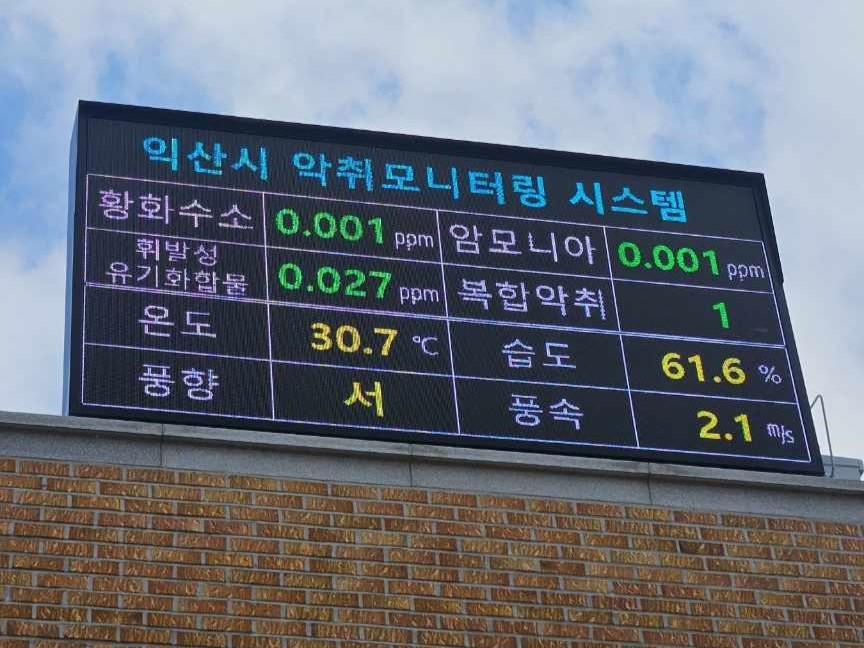 익산시 악취모니터링 시스템
황화수소 0.001 ppm 암모니아 0.001 ppm
휘발성
유기화합물 0.027 ppm 복합악취 1
온도 30.7 ℃ 습도 61.6 %
풍향 서 풍속 2.1 m/s